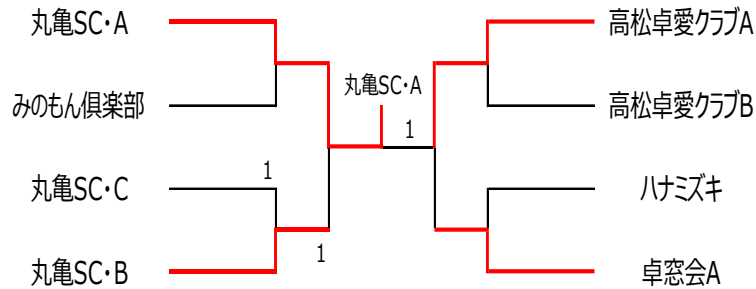 丸亀SC・A
高松卓愛クラブA
丸亀SC・A
みのもん倶楽部
高松卓愛クラブB
1
1
丸亀SC・C
ハナミズキ
1
丸亀SC・B
卓窓会A